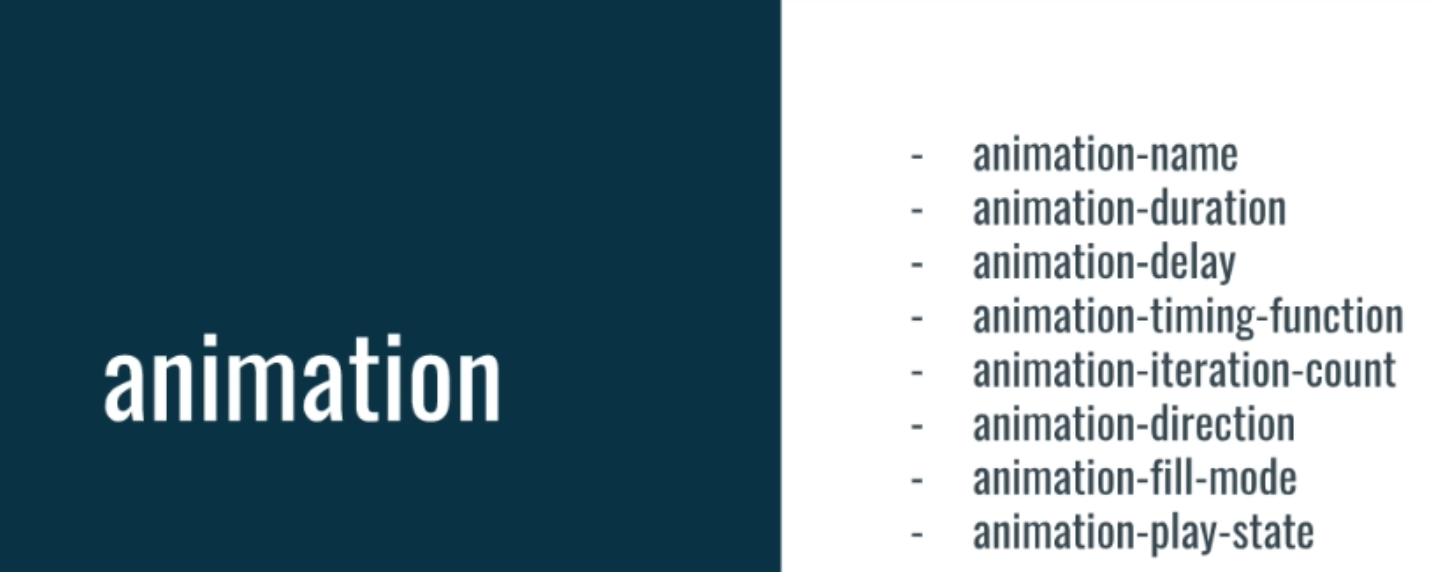 animation
- animation-name
- animation-duration
- animation-delay
- animation-timing-function
- animation-iteration-count
- animation-direction
- animation-fill-mode
- animation-play-state